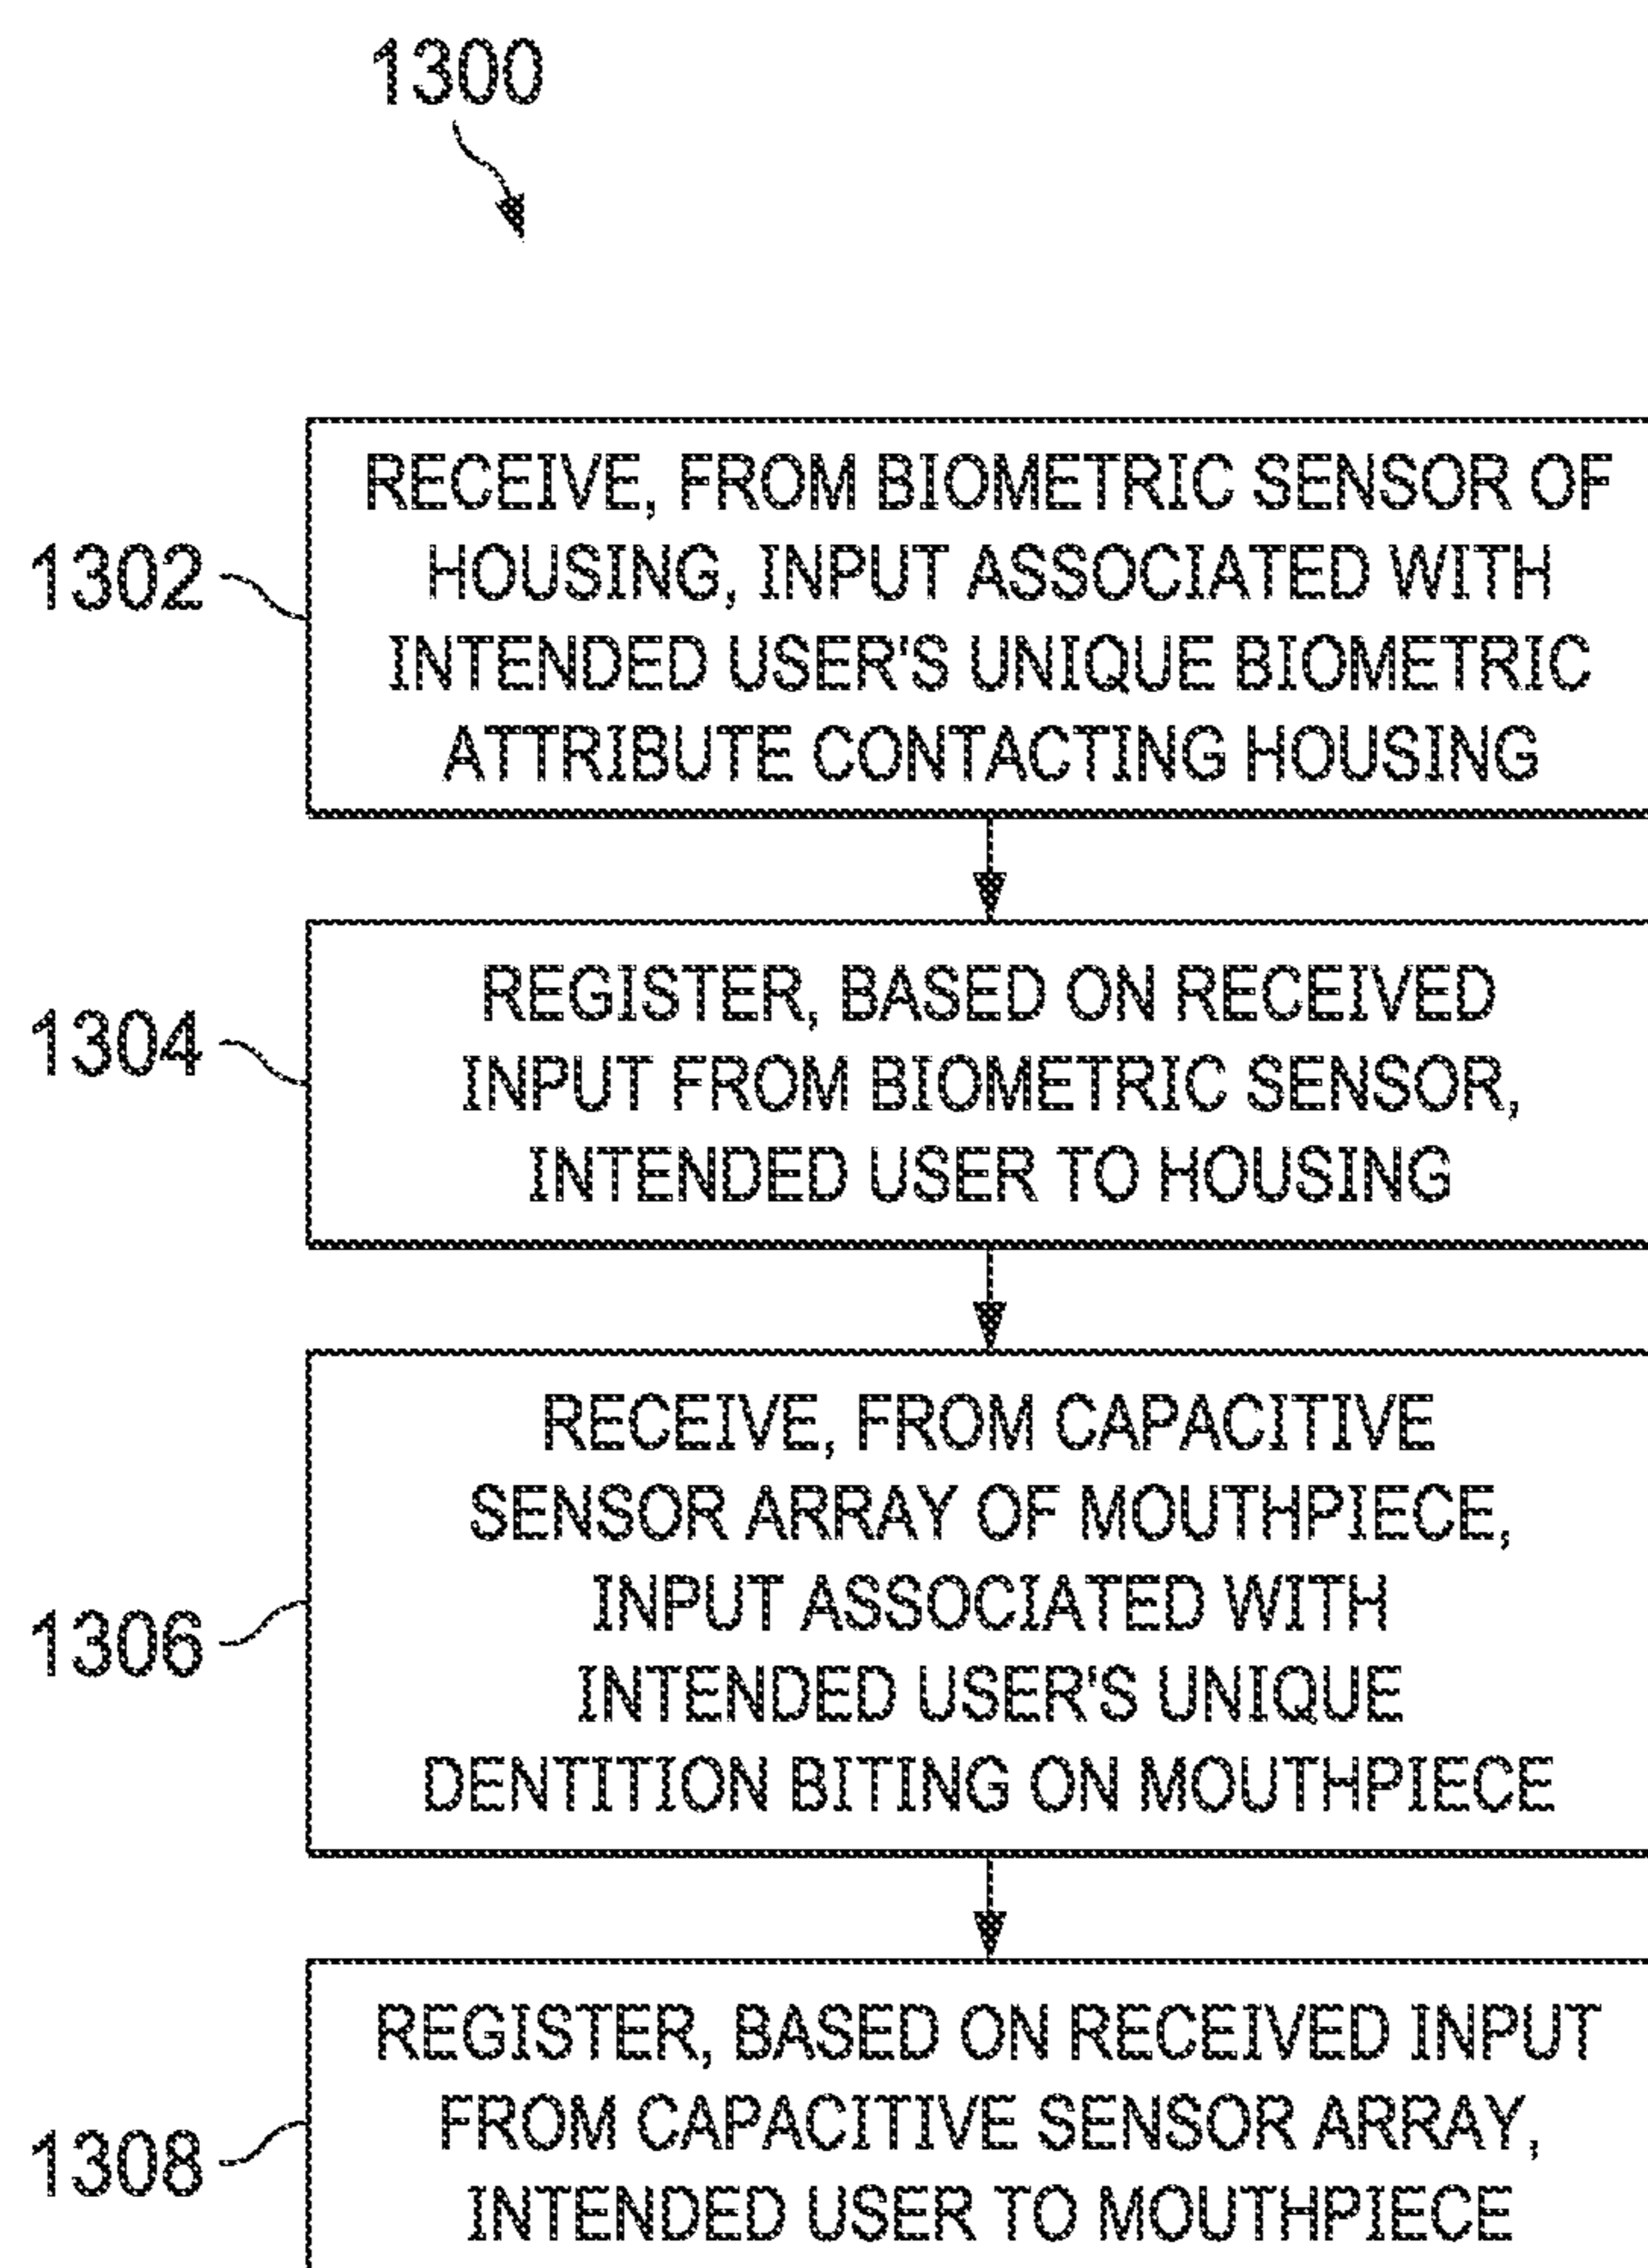 1300
1302
RECEIVE, FROM BIOMETRIC SENSOR OF
HOUSING, INPUT ASSOCIATED WITH
INTENDED USER'S UNIQUE BIOMETRIC
ATTRIBUTE CONTACTING HOUSING
1304
REGISTER, BASED ON RECEIVED
INPUT FROM BIOMETRIC SENSOR,
INTENDED USER TO HOUSING
1306
RECEIVE, FROM CAPACITIVE
SENSOR ARRAY OF MOUTHPIECE,
INPUT ASSOCIATED WITH
INTENDED USER'S UNIQUE
DENTITION BITING ON MOUTHPIECE
1308
REGISTER, BASED ON RECEIVED INPUT
FROM CAPACITIVE SENSOR ARRAY,
INTENDED USER TO MOUTHPIECE